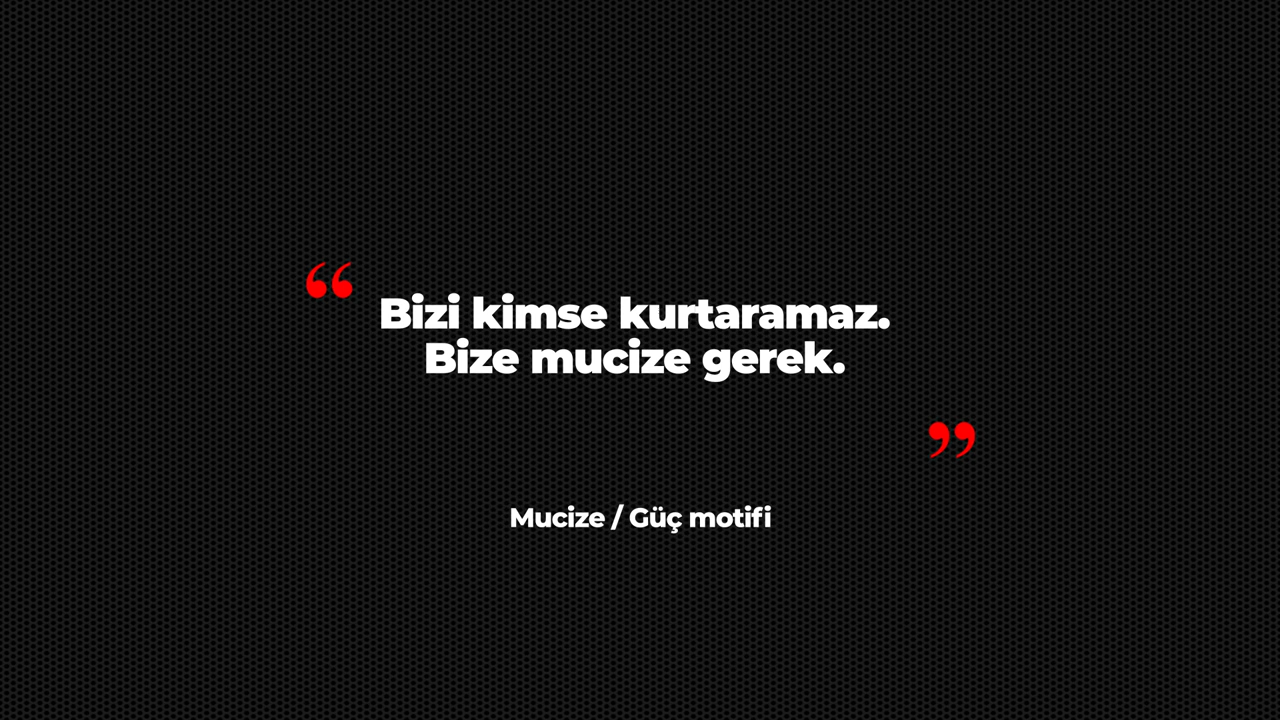 “
Bizi kimse kurtaramaz.
Bize mucize gerek.
”
Mucize / Güç motifi